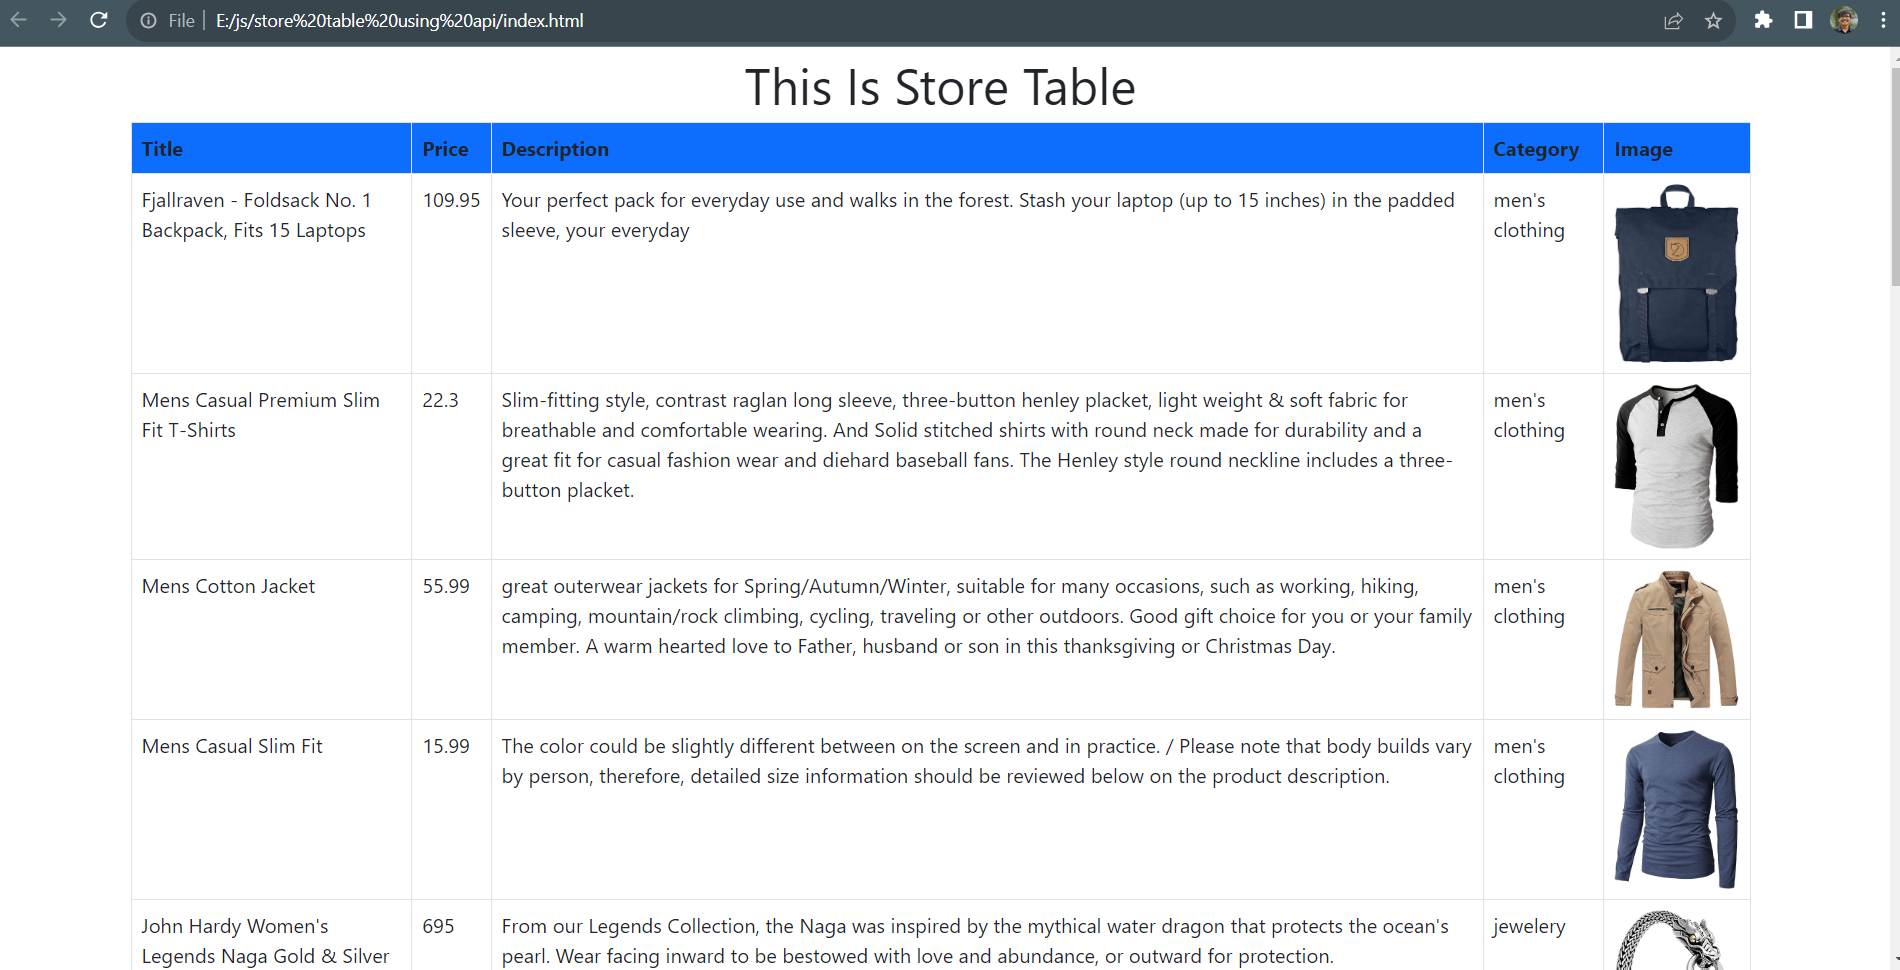 File | E:/js/store%20table%20using%20api/index.html
This Is Store Table
Title Price Description Category Image
Fjallraven - Foldsack No. 1 109.95 Your perfect pack for everyday use and walks in the forest. Stash your laptop (up to 15 inches) in the padded men's
Backpack, Fits 15 Laptops sleeve, your everyday clothing
Mens Casual Premium Slim 22.3 Slim-fitting style, contrast raglan long sleeve, three-button henley placket, light weight & soft fabric for men's
Fit T-Shirts breathable and comfortable wearing. And Solid stitched shirts with round neck made for durability and a clothing
great fit for casual fashion wear and diehard baseball fans. The Henley style round neckline includes a three-
button placket.
Mens Cotton Jacket 55.99 great outerwear jackets for Spring/Autumn/Winter, suitable for many occasions, such as working, hiking, men's
camping, mountain/rock climbing, cycling, traveling or other outdoors. Good gift choice for you or your family clothing
member. A warm hearted love to Father, husband or son in this thanksgiving or Christmas Day.
Mens Casual Slim Fit 15.99 The color could be slightly different between on the screen and in practice. / Please note that body builds vary men's
by person, therefore, detailed size information should be reviewed below on the product description. clothing
John Hardy Women's 695 From our Legends Collection, the Naga was inspired by the mythical water dragon that protects the ocean's jewelery
Legends Naga Gold & Silver pearl. Wear facing inward to be bestowed with love and abundance, or outward for protection.